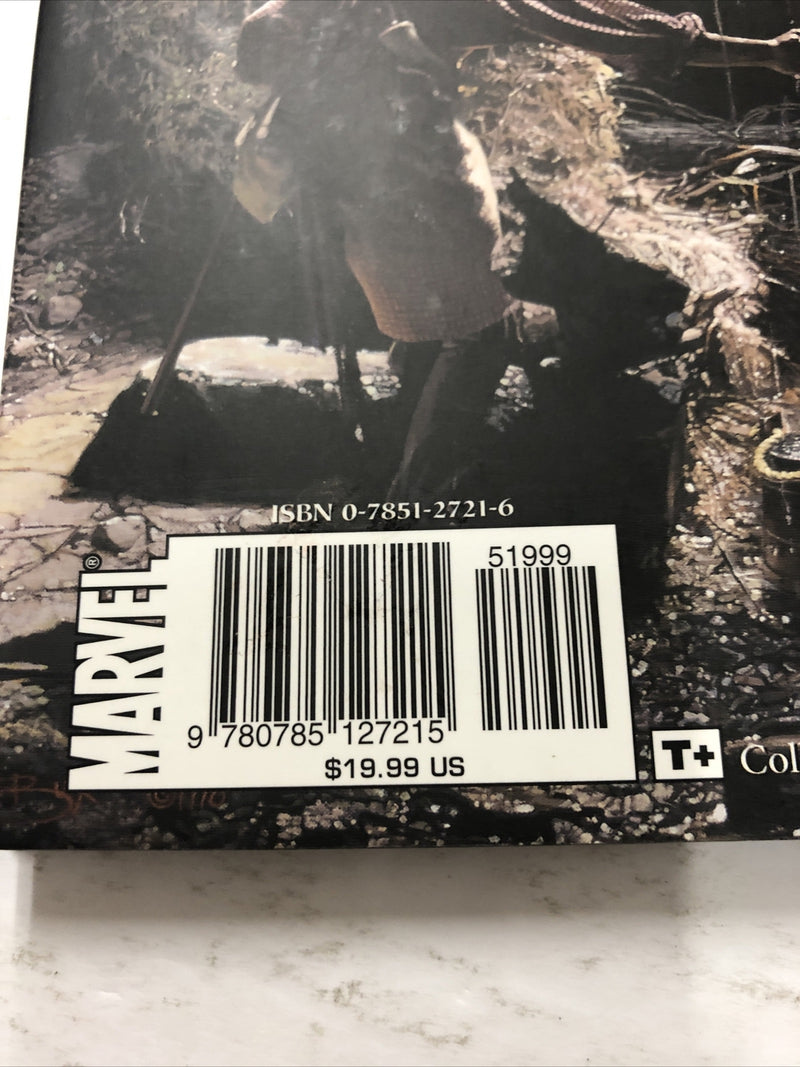 ISBN 0-7851-2721-6
MARVEL®
51999
9 780785 127215
$19.99 US
T+ Col